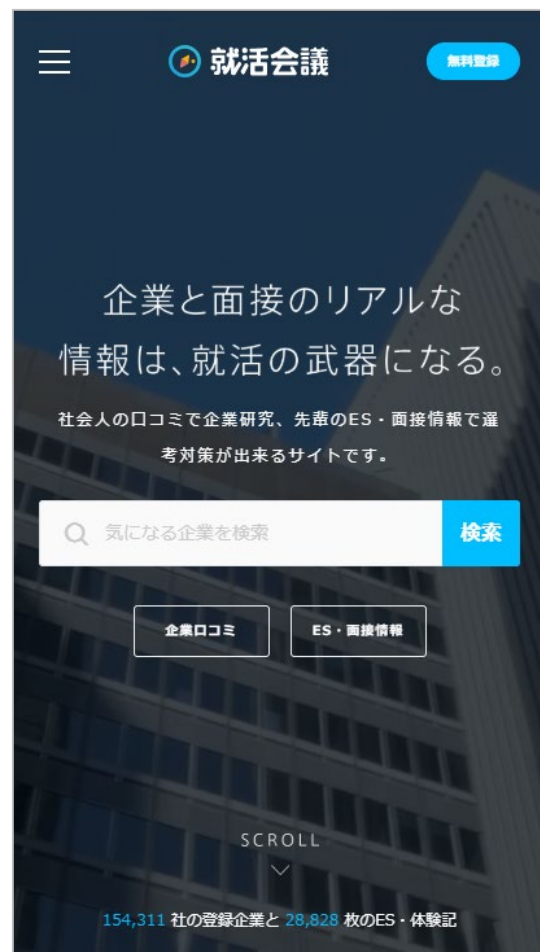 就活会議
無料登録
企業と面接のリアルな
情報は、就活の武器になる。
社会人の口コミで企業研究、先輩のES・面接情報で選
考対策が出来るサイトです。
気になる企業を検索
検索
企業口コミ
ES・面接情報
SCROLL
154,311 社の登録企業と 28,828 枚のES・体験記